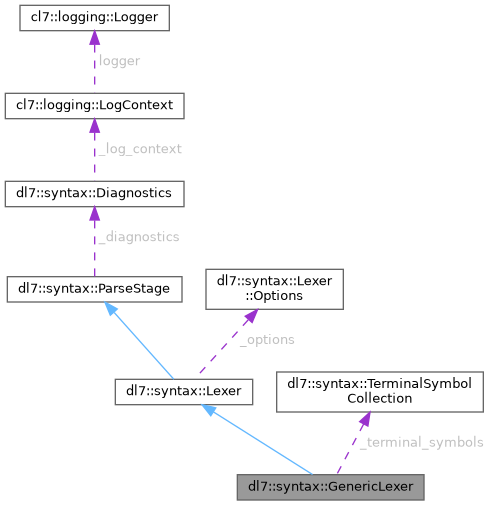 cl7::logging::Logger
logger
cl7::logging::LogContext
_log_context
dl7::syntax::Diagnostics
_diagnostics
dl7::syntax::ParseStage
dl7::syntax::Lexer
::Options
_options
dl7::syntax::Lexer
dl7::syntax::TerminalSymbol
Collection
_terminal_symbols
dl7::syntax::GenericLexer